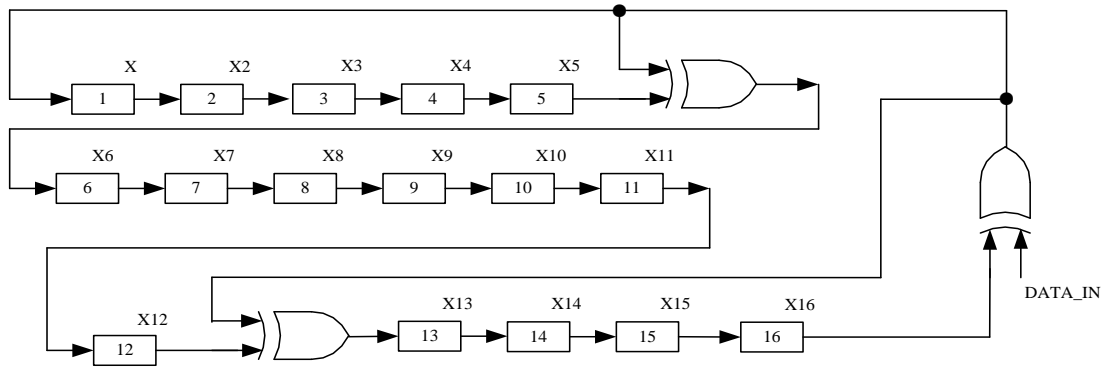 X X2 X3 X4 X5
1 2 3 4 5
X6 X7 X8 X9 X10 X11
6 7 8 9 10 11
DATA_IN
X12 X13 X14 X15 X16
12 13 14 15 16